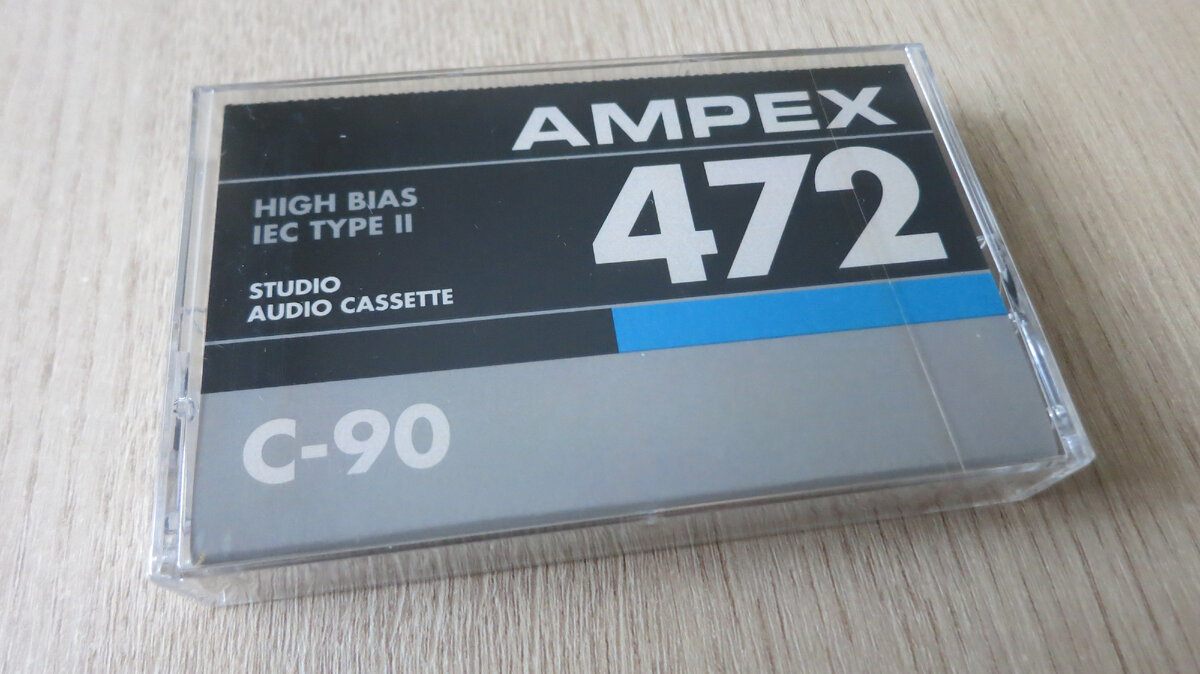 AMPEX
472
HIGH BIAS
IEC TYPE II
STUDIO
AUDIO CASSETTE
C-90